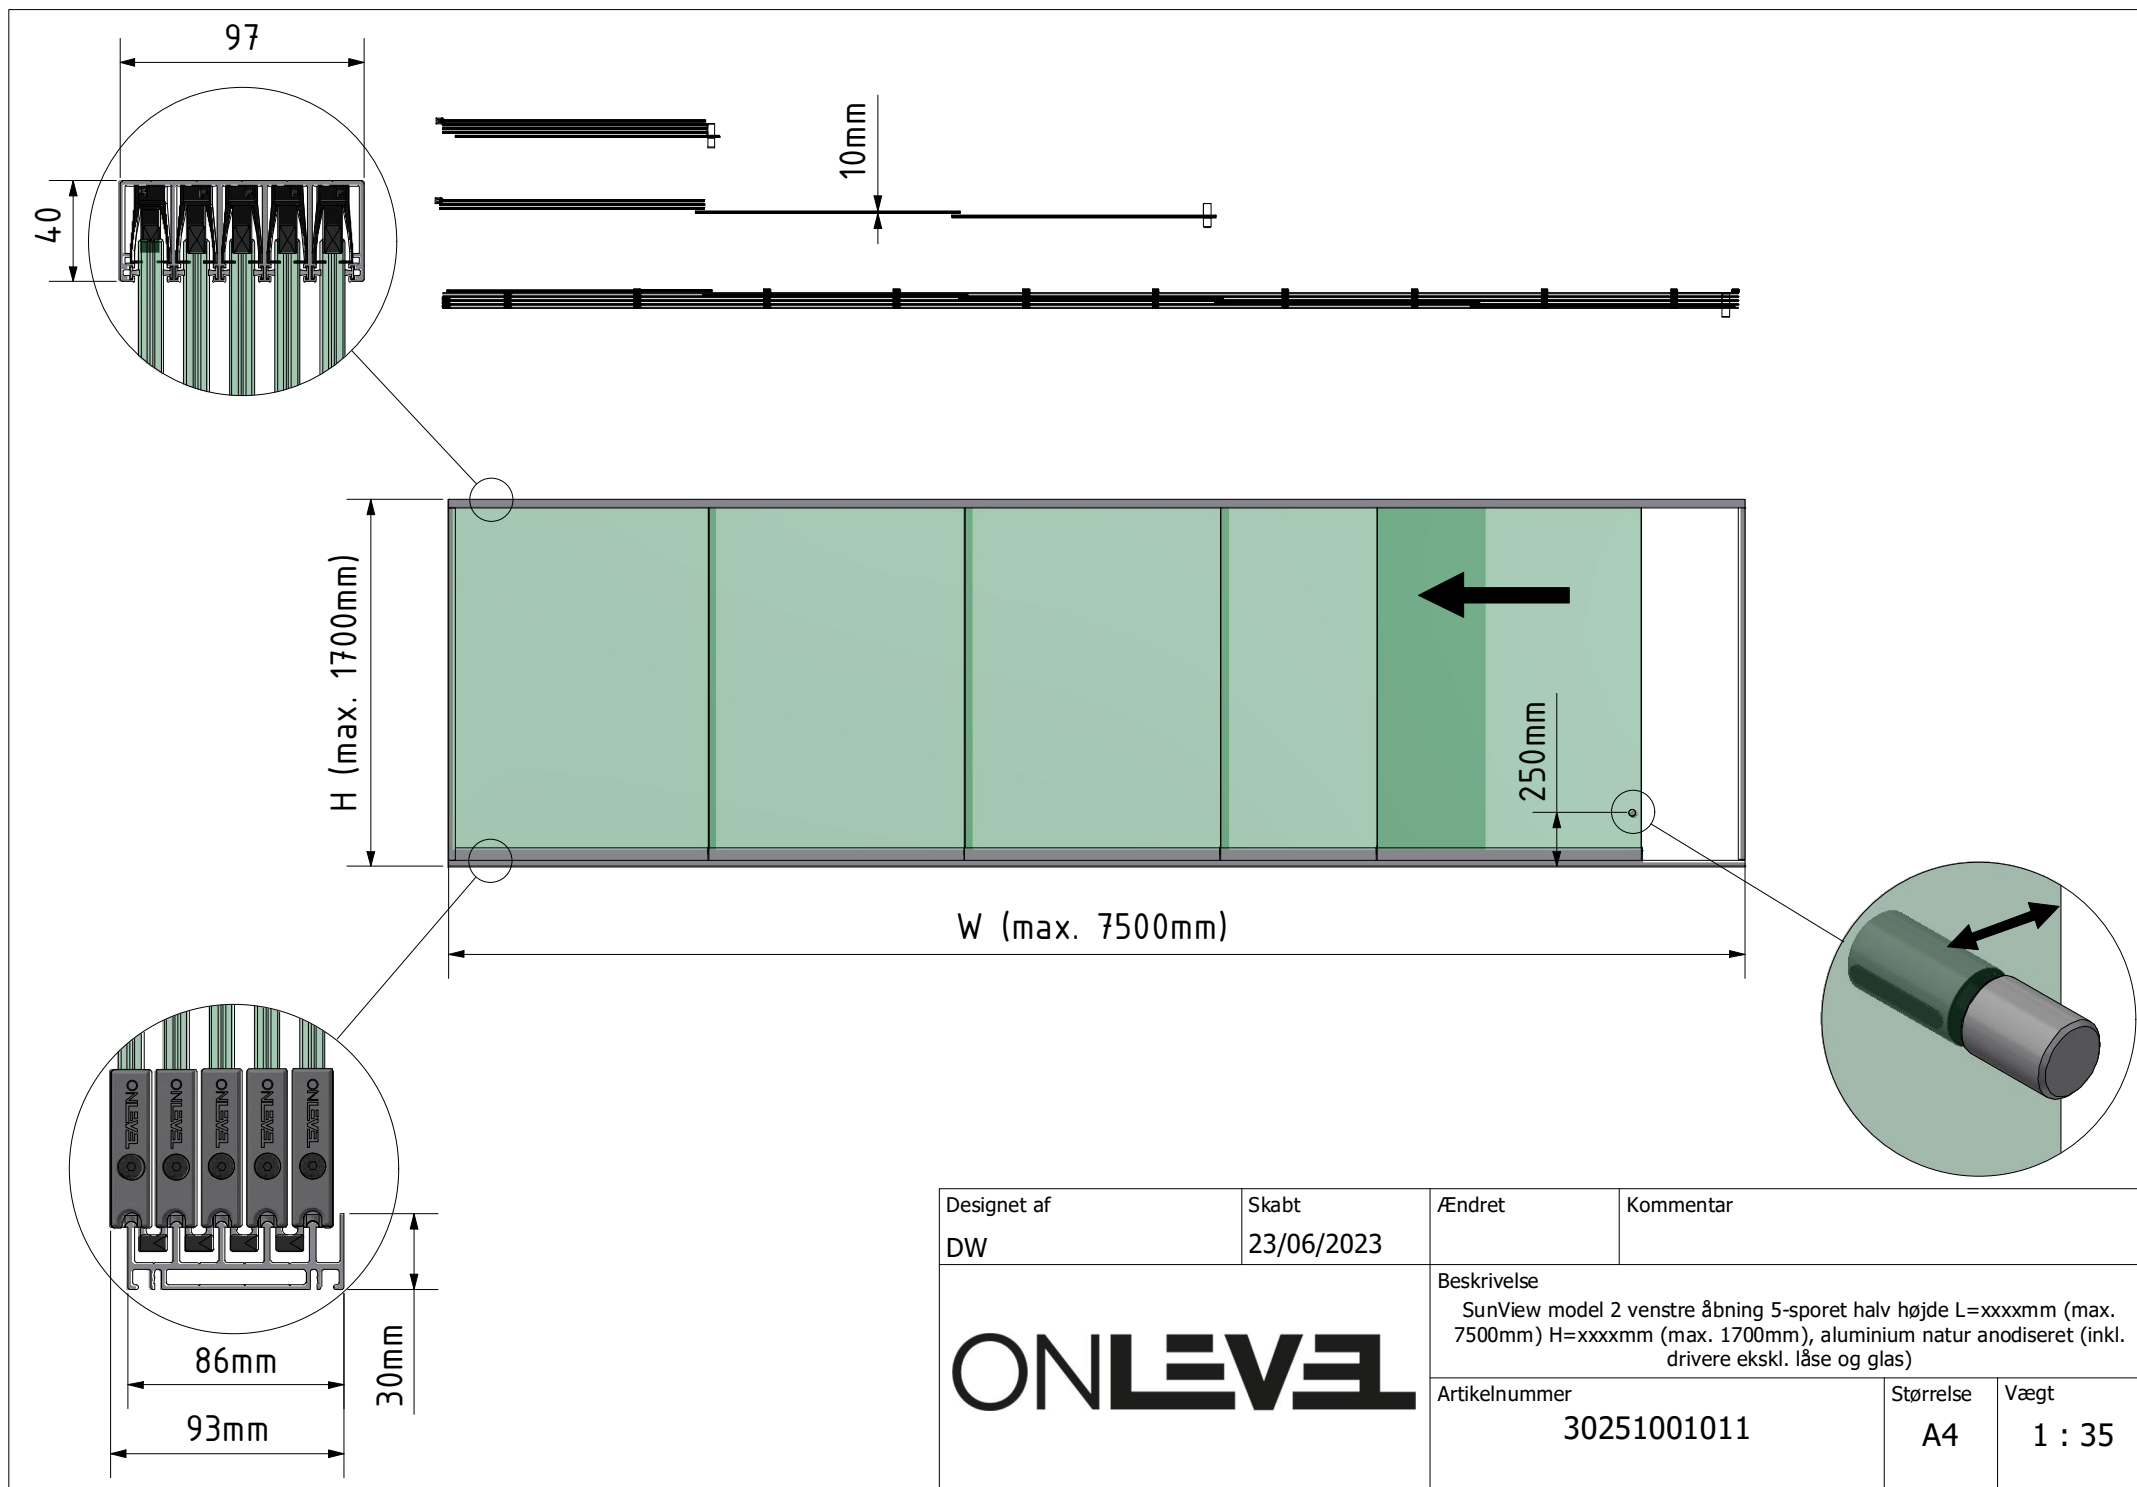 97
40
10mm
H (max. 1700mm)
250mm
W (max. 7500mm)
ONLEVEL
ONLEVEL
ONLEVEL
ONLEVEL
ONLEVEL
30mm
86mm
93mm
Designet af
DW
Skabt
23/06/2023
Ændret
Kommentar
ONLEVEL
Beskrivelse
SunView model 2 venstre åbning 5-sporet halv højde L=xxxxmm (max.
7500mm) H=xxxxmm (max. 1700mm), aluminium natur anodiseret (inkl.
drivere ekskl. låse og glas)
Artikelnummer
30251001011
Størrelse
A4
Vægt
1 : 35